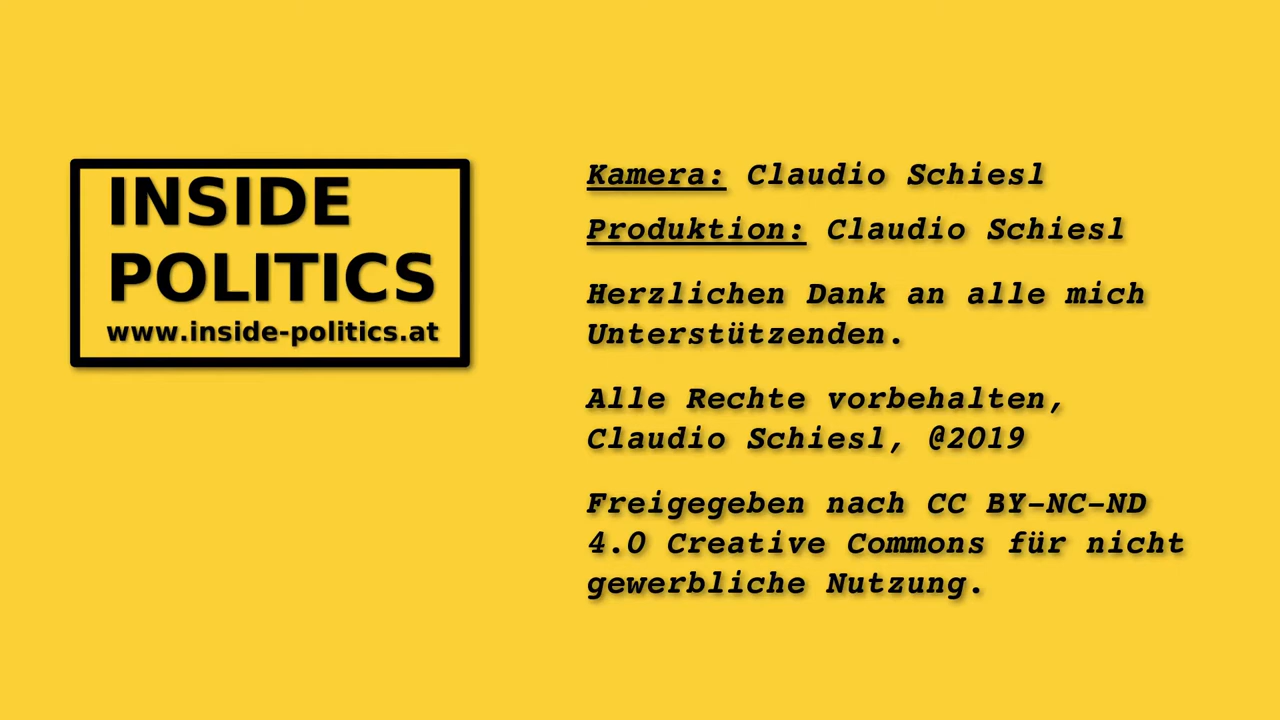 INSIDE
POLITICS
www.inside-politics.at
Kamera: Claudio Schiesl
Produktion: Claudio Schiesl
Herzlichen Dank an alle mich
Unterstützenden.
Alle Rechte vorbehalten,
Claudio Schiesl, @2019
Freigegeben nach CC BY-NC-ND
4.0 Creative Commons für nicht
gewerbliche Nutzung.